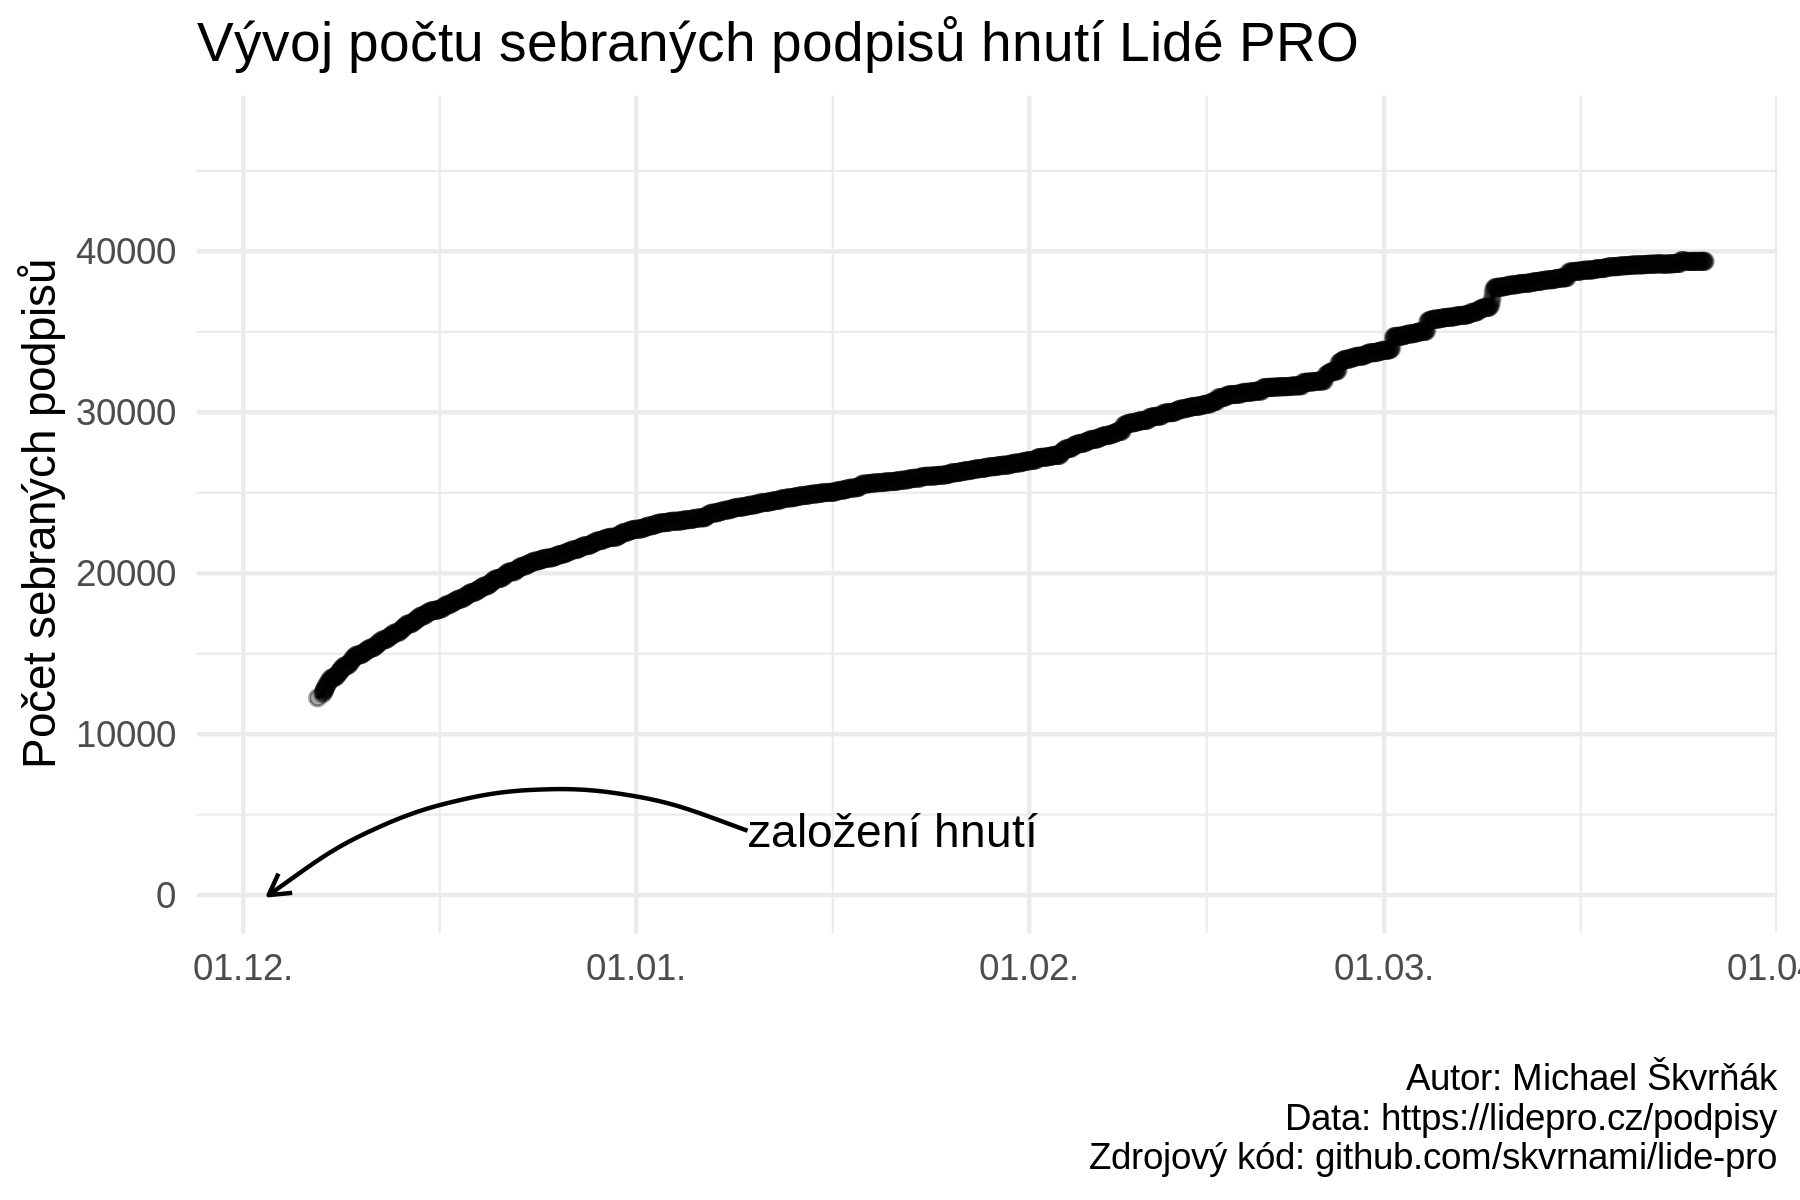 Vývoj počtu sebraných podpisů hnutí Lidé PRO
Počet sebraných podpisů
40000
30000
20000
10000
0
založení hnutí
01.12.
01.01.
01.02.
01.03.
01.04
Autor: Michael Škvrňák
Data: https://lidepro.cz/podpisy
Zdrojový kód: github.com/skvrnami/lide-pro